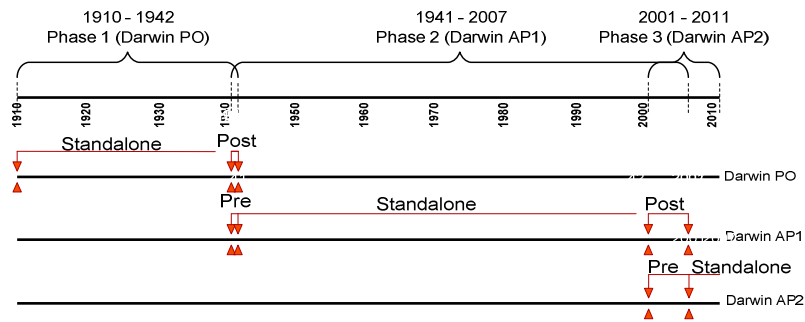 1910 - 1942 1941 - 2007 2001 - 2011
Phase 1 (Darwin PO) Phase 2 (Darwin AP1) Phase 3 (Darwin AP2)
1910 1920 1930 1950 1960 1970 1980 1990 2000 2010
Standalone Post
Darwin PO
Pre Standalone Post
Darwin AP1
Pre Standalone
Darwin AP2